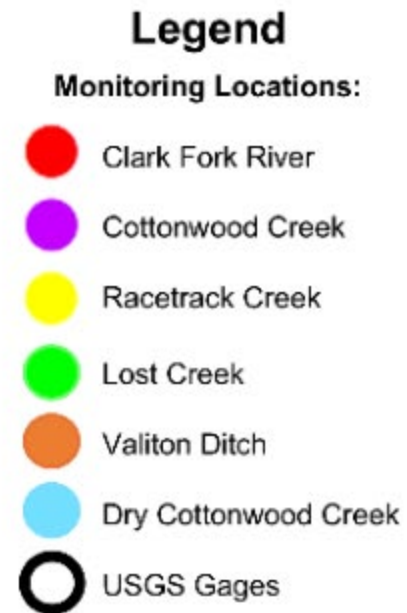 Legend
Monitoring Locations:
Clark Fork River
Cottonwood Creek
Racetrack Creek
Lost Creek
Valiton Ditch
Dry Cottonwood Creek
USGS Gages